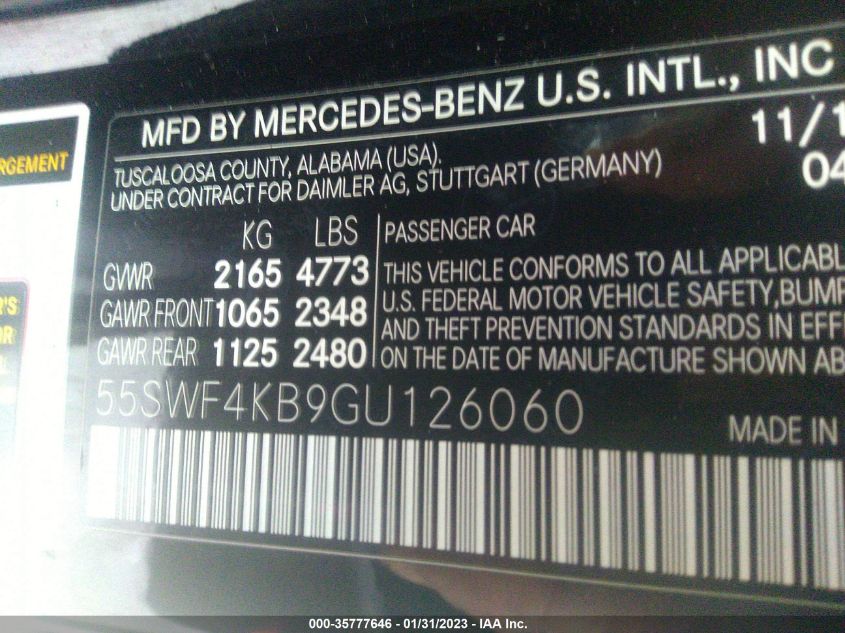 MFD BY MERCEDES-BENZ U.S. INTL., INC
11/1
TUSCALOOSA COUNTY, ALABAMA (USA).
04
UNDER CONTRACT FOR DAIMLER AG, STUTTGART (GERMANY)
RGEMENT
KG LBS
GVWR 2165 4773
GAWR FRONT 1065 2348
GAWR REAR 1125 2480
PASSENGER CAR
THIS VEHICLE CONFORMS TO ALL APPLICABL
U.S. FEDERAL MOTOR VEHICLE SAFETY, BUMP
AND THEFT PREVENTION STANDARDS IN EFF
ON THE DATE OF MANUFACTURE SHOWN AB
R'S
OR
55SWF4KB9GU126060
MADE IN
000-35777646 / 01/31/2023 - IAA Inc.